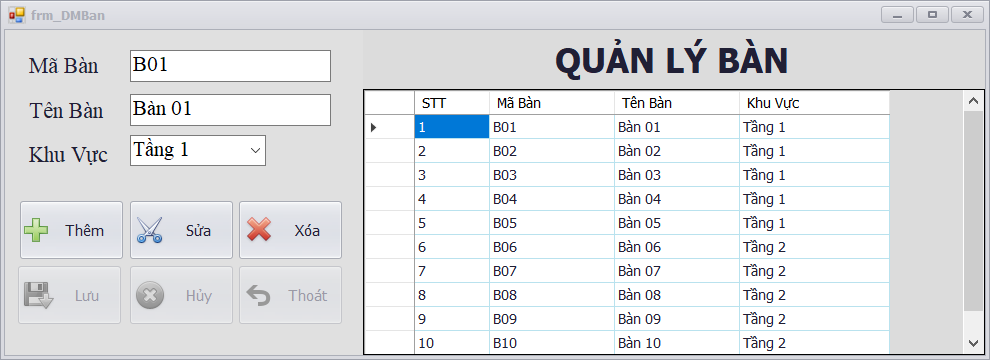 frm_DMBan
Mã Bàn B01
Tên Bàn Bàn 01
Khu Vực Tầng 1
Thêm Sửa Xóa
Lưu Hủy Thoát
QUẢN LÝ BÀN
STT Mã Bàn Tên Bàn Khu Vực
1 B01 Bàn 01 Tầng 1
2 B02 Bàn 02 Tầng 1
3 B03 Bàn 03 Tầng 1
4 B04 Bàn 04 Tầng 1
5 B05 Bàn 05 Tầng 1
6 B06 Bàn 06 Tầng 2
7 B07 Bàn 07 Tầng 2
8 B08 Bàn 08 Tầng 2
9 B09 Bàn 09 Tầng 2
10 B10 Bàn 10 Tầng 2